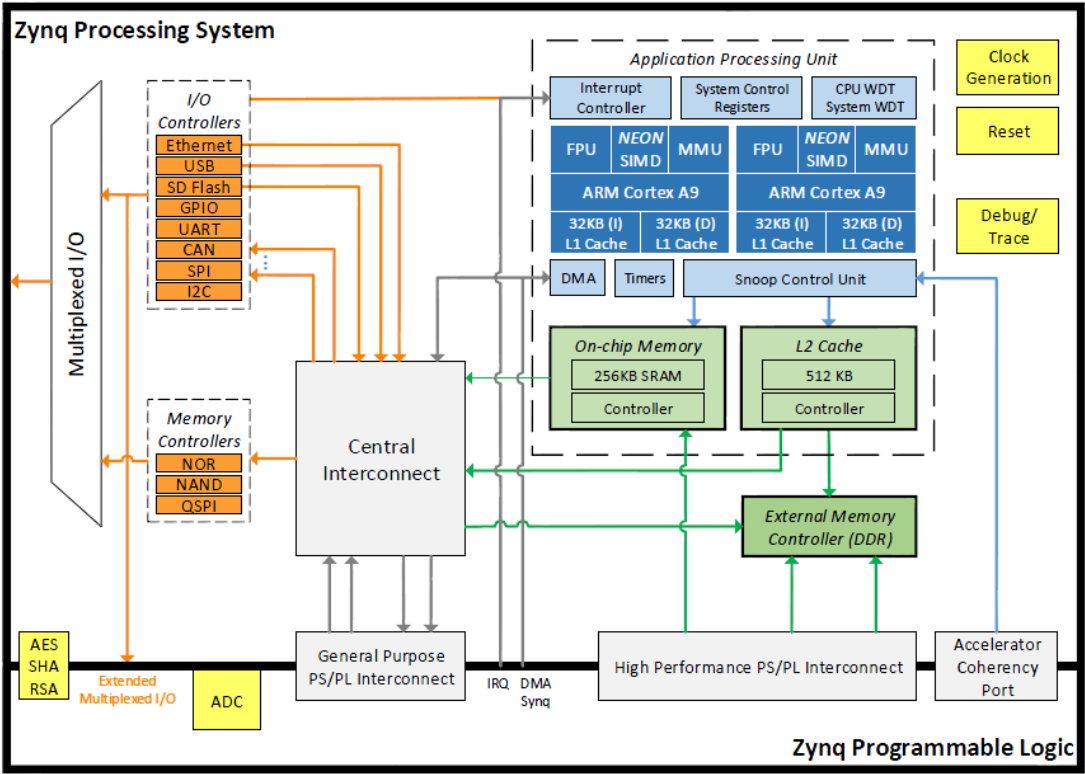 Zynq Processing System
Multiplexed I/O
I/O
Controllers
Ethernet
USB
SD Flash
GPIO
UART
CAN
SPI
I2C
Memory
Controllers
NOR
NAND
QSPI
Central
Interconnect
Application Processing Unit
Interrupt
Controller
System Control
Registers
CPU WDT
System WDT
FPU
NEON
SIMD
MMU
FPU
NEON
SIMD
MMU
ARM Cortex A9
ARM Cortex A9
32KB (I)
L1 Cache
32KB (D)
L1 Cache
32KB (I)
L1 Cache
32KB (D)
L1 Cache
DMA
Timers
Snoop Control Unit
On-chip Memory
256KB SRAM
Controller
L2 Cache
512 KB
Controller
External Memory
Controller (DDR)
Clock
Generation
Reset
Debug/
Trace
AES
SHA
RSA
Extended
Multiplexed I/O
ADC
General Purpose
PS/PL Interconnect
IRQ
DMA
Synq
High Performance PS/PL Interconnect
Accelerator
Coherency
Port
Zynq Programmable Logic